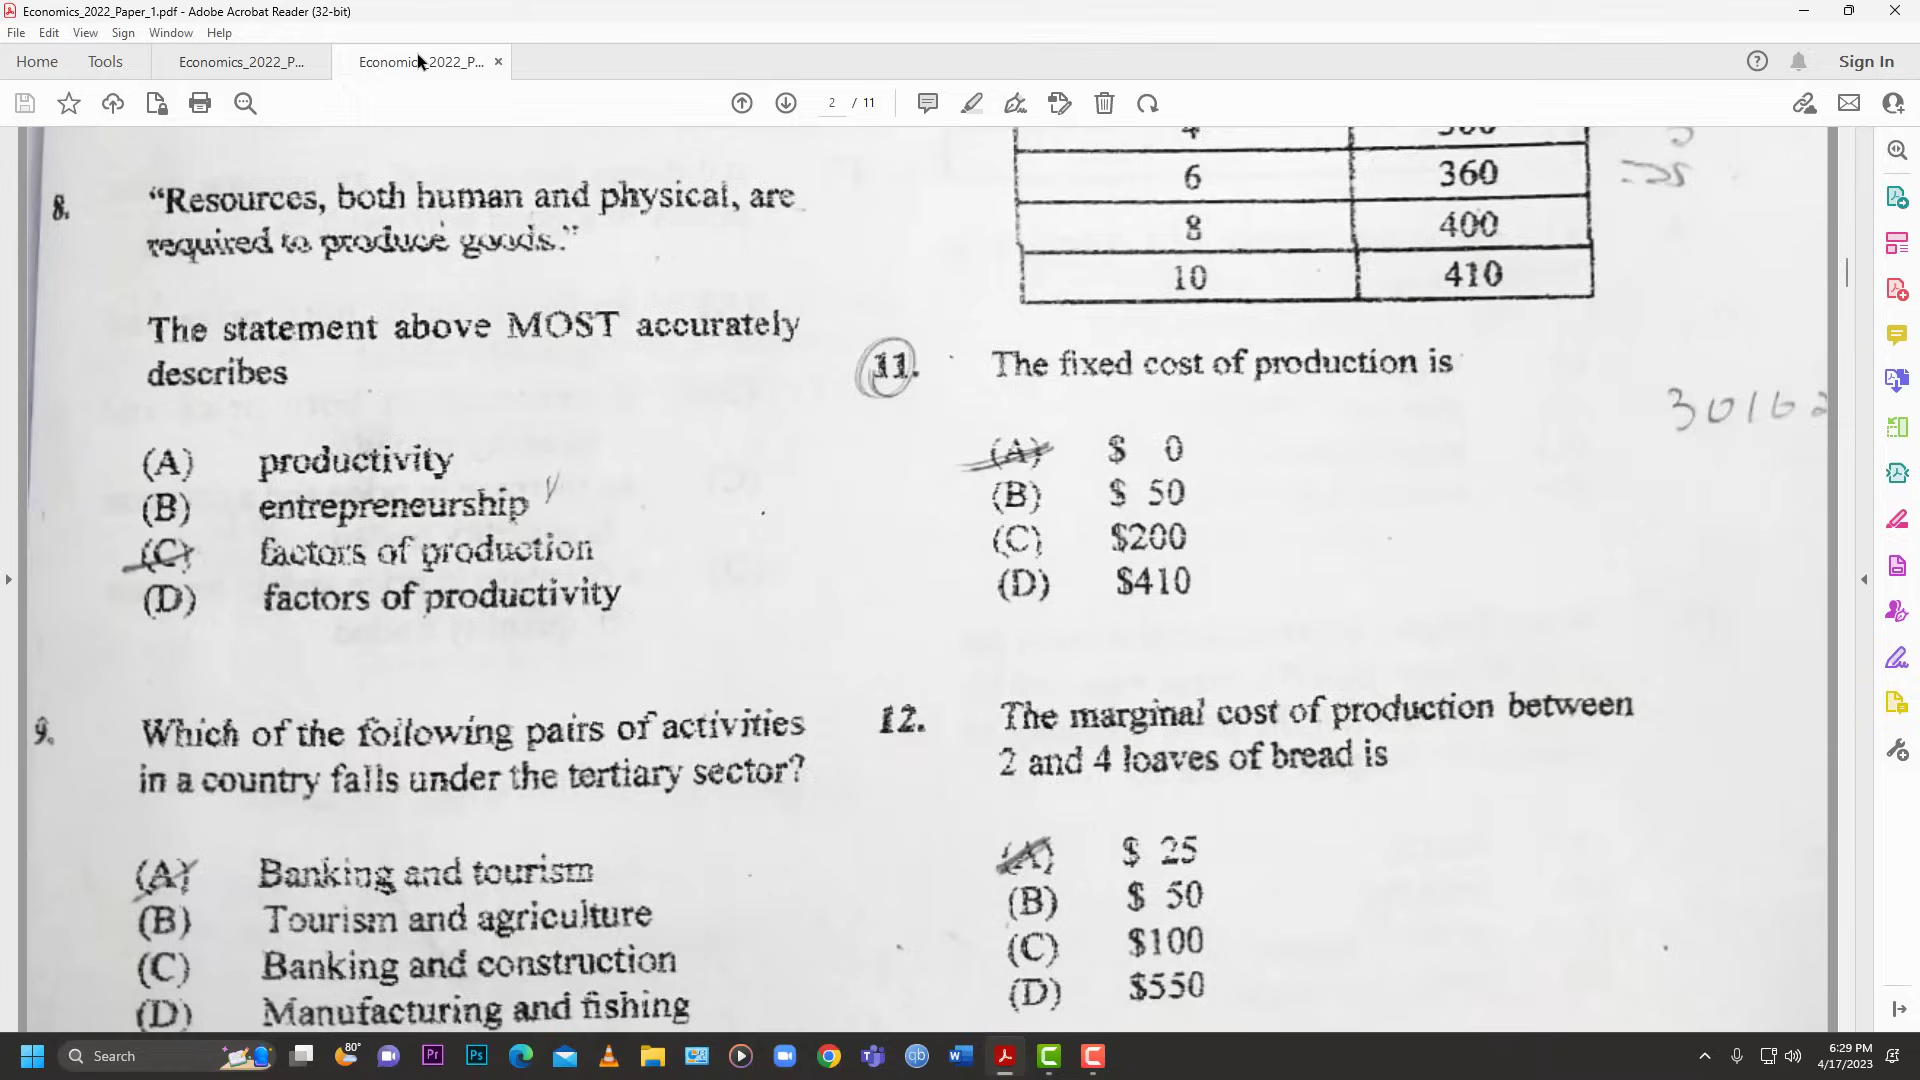 Economics_2022_Paper_1.pdf - Adobe Acrobat Reader (32-bit)
File Edit View Sign Window Help
Home Tools Economics_2022_P... Economics_2022_P... × Sign In
2 / 11
8. “Resources, both human and physical, are
required to produce goods.”
The statement above MOST accurately
describes
(A) productivity
(B) entrepreneurship
(C) factors of production
(D) factors of productivity
9. Which of the following pairs of activities
in a country falls under the tertiary sector?
(A) Banking and tourism
(B) Tourism and agriculture
(C) Banking and construction
(D) Manufacturing and fishing
6 360
8 400
10 410
11. The fixed cost of production is
(A) $ 0
(B) $ 50
(C) $200
(D) $410
12. The marginal cost of production between
2 and 4 loaves of bread is
(A) $ 25
(B) $ 50
(C) $100
(D) $550
Search
80°
6:29 PM
4/17/2023